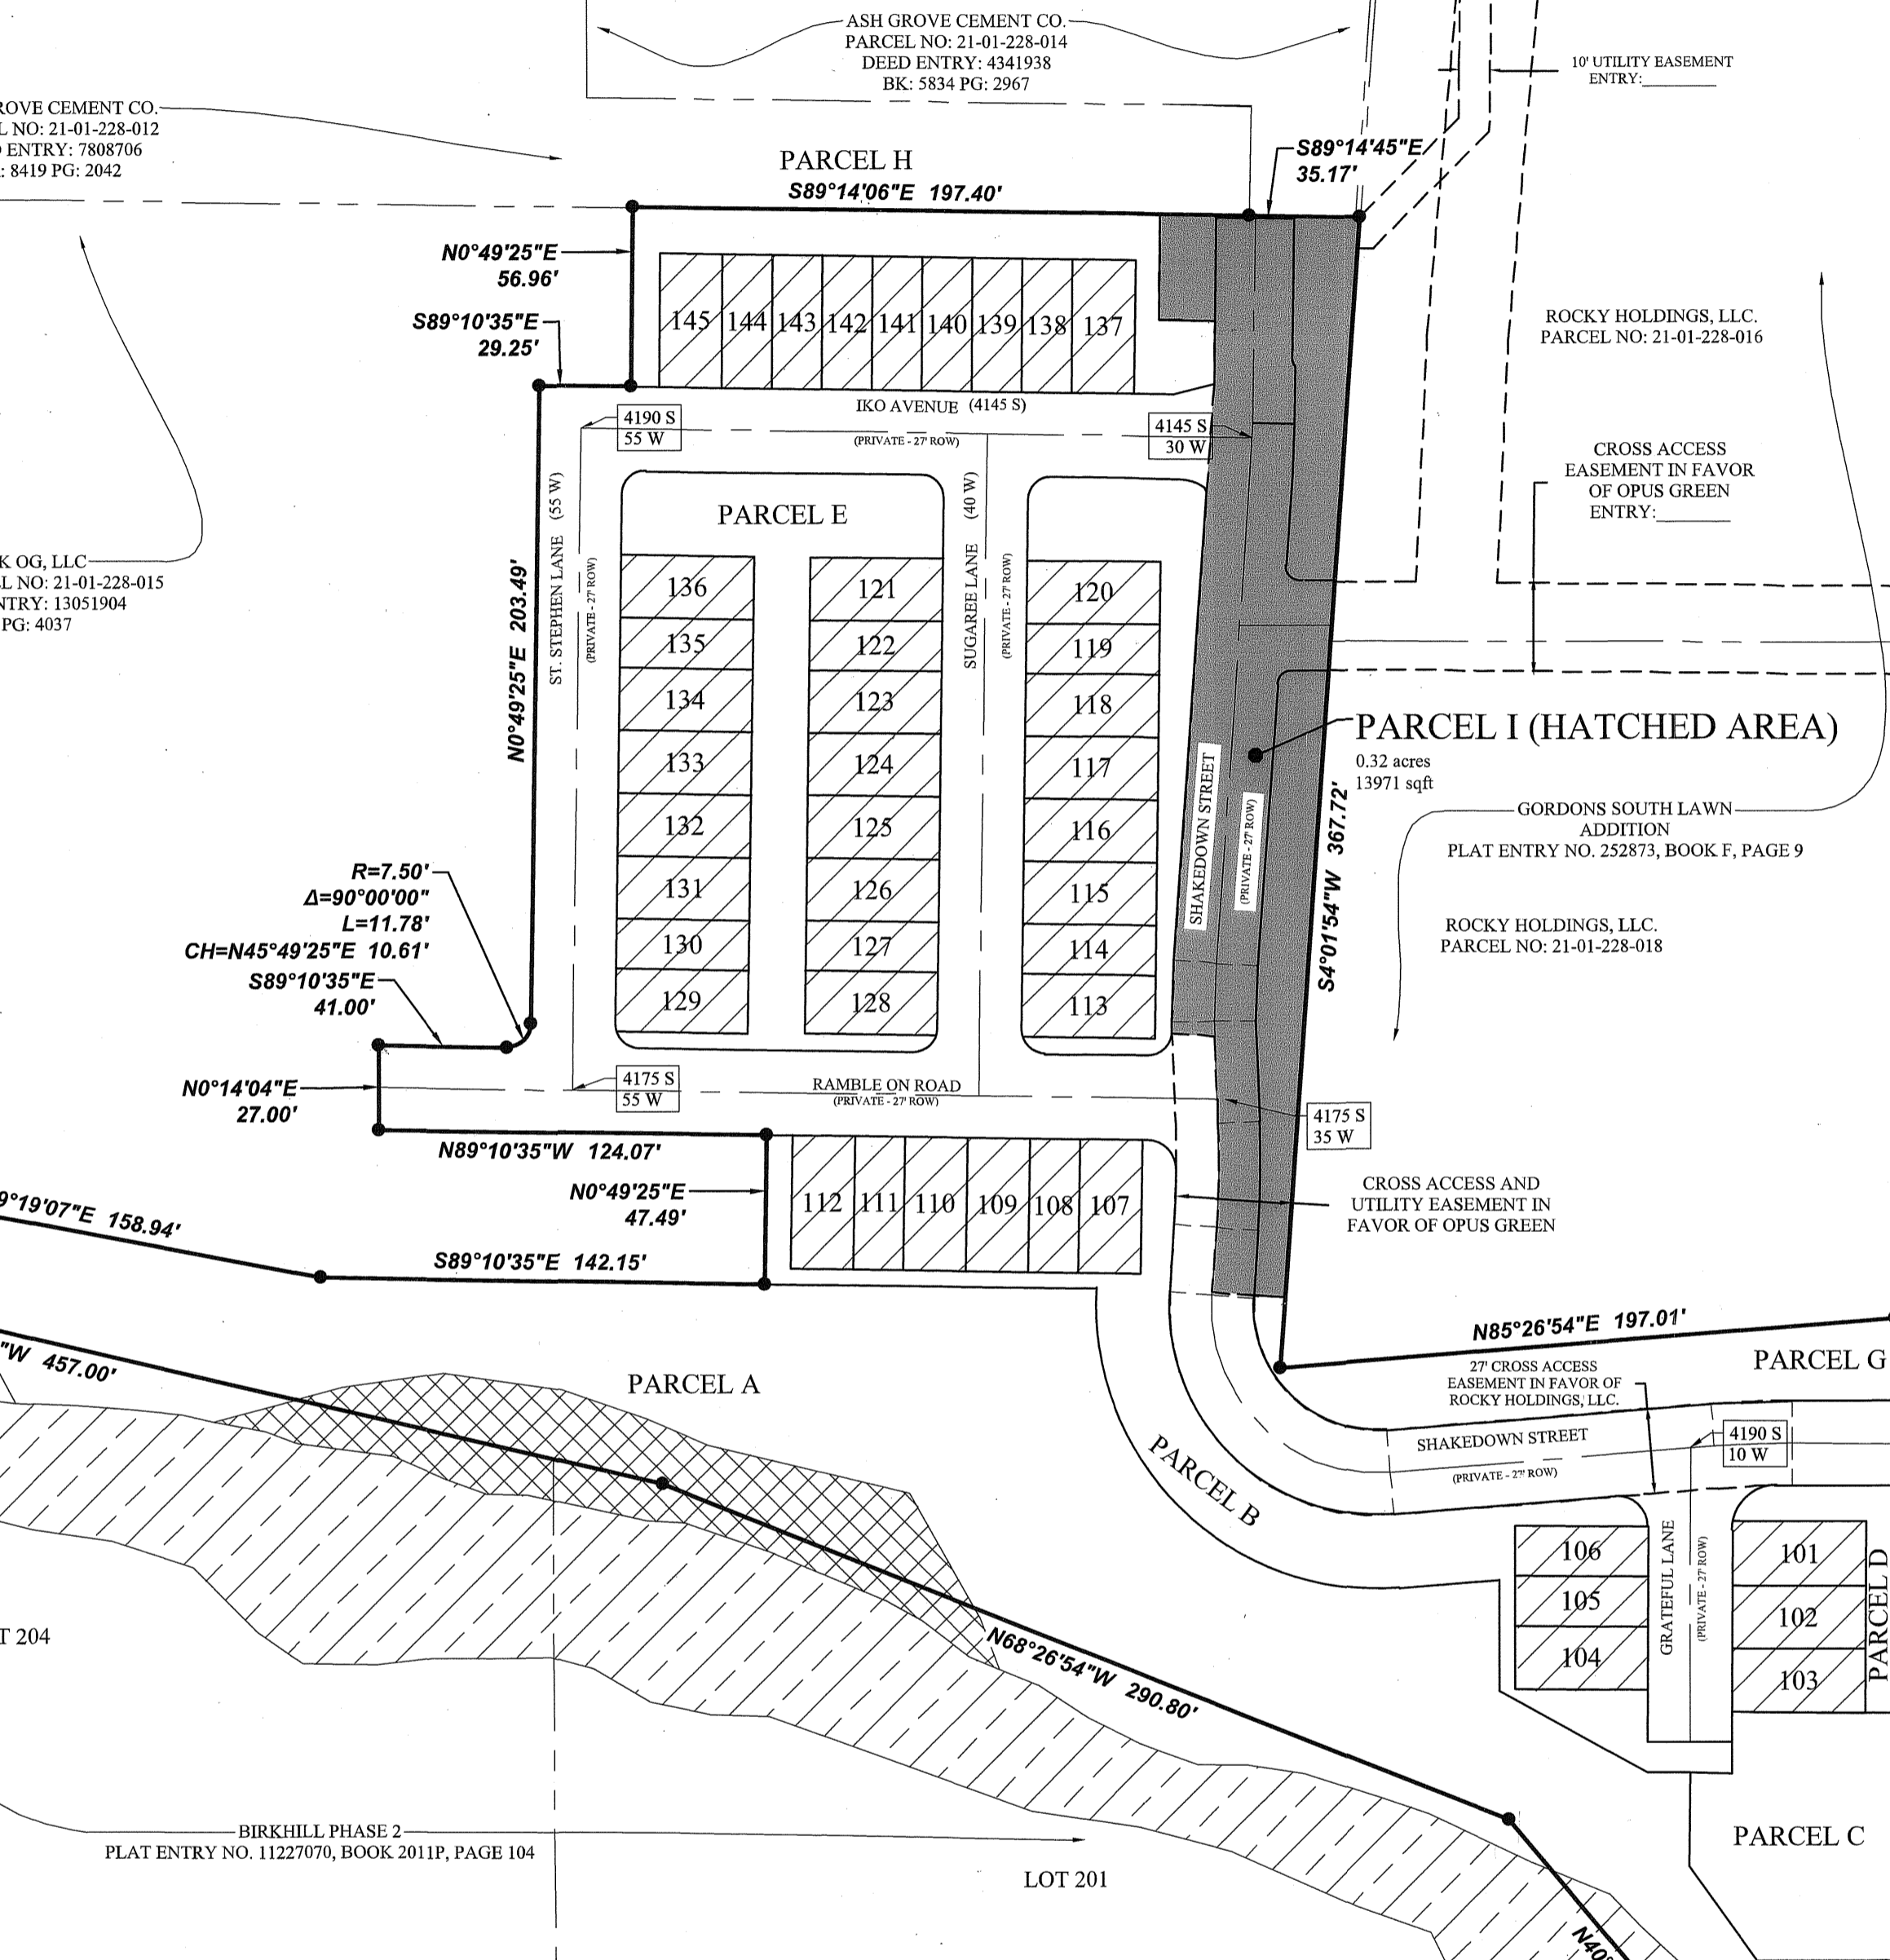 ASH GROVE CEMENT CO.
PARCEL NO: 21-01-228-014
DEED ENTRY: 4341938
BK: 5834 PG: 2967
10' UTILITY EASEMENT
ENTRY:________
ROVE CEMENT CO.
L NO: 21-01-228-012
ENTRY: 7808706
: 8419 PG: 2042
PARCEL H
S89°14'06"E 197.40'
S89°14'45"E
35.17'
N0°49'25"E
56.96'
S89°10'35"E
29.25'
145 144 143 142 141 140 139 138 137
ROCKY HOLDINGS, LLC.
PARCEL NO: 21-01-228-016
IKO AVENUE (4145 S)
(PRIVATE - 27' ROW)
4190 S
55 W
4145 S
30 W
CROSS ACCESS
EASEMENT IN FAVOR
OF OPUS GREEN
ENTRY:________
ST. STEPHEN LANE (55 W)
(PRIVATE - 27' ROW)
PARCEL E
SUGAREE LANE (40 W)
(PRIVATE - 27' ROW)
K OG, LLC
L NO: 21-01-228-015
NTRY: 13051904
PG: 4037
N0°49'25"E 203.49'
136 121 120
135 122 119
134 123 118
133 124 117
132 125 116
131 126 115
130 127 114
129 128 113
PARCEL I (HATCHED AREA)
0.32 acres
13971 sqft
SHAKEDOWN STREET
(PRIVATE - 27' ROW)
S4°01'54"W 367.72'
GORDONS SOUTH LAWN
ADDITION
PLAT ENTRY NO. 252873, BOOK F, PAGE 9
ROCKY HOLDINGS, LLC.
PARCEL NO: 21-01-228-018
R=7.50'
Δ=90°00'00"
L=11.78'
CH=N45°49'25"E 10.61'
S89°10'35"E
41.00'
N0°14'04"E
27.00'
4175 S
55 W
RAMBLE ON ROAD
(PRIVATE - 27' ROW)
4175 S
35 W
N89°10'35"W 124.07'
N0°49'25"E
47.49'
112 111 110 109 108 107
CROSS ACCESS AND
UTILITY EASEMENT IN
FAVOR OF OPUS GREEN
9°19'07"E 158.94'
S89°10'35"E 142.15'
"W 457.00'
PARCEL A
N85°26'54"E 197.01'
27' CROSS ACCESS
EASEMENT IN FAVOR OF
ROCKY HOLDINGS, LLC.
PARCEL G
SHAKEDOWN STREET
(PRIVATE - 27' ROW)
4190 S
10 W
PARCEL B
106
105
104
GRATEFUL LANE
(PRIVATE - 27' ROW)
101
102
103
PARCEL D
T 204
N68°26'54"W 290.80'
BIRKHILL PHASE 2
PLAT ENTRY NO. 11227070, BOOK 2011P, PAGE 104
LOT 201
PARCEL C
N40°